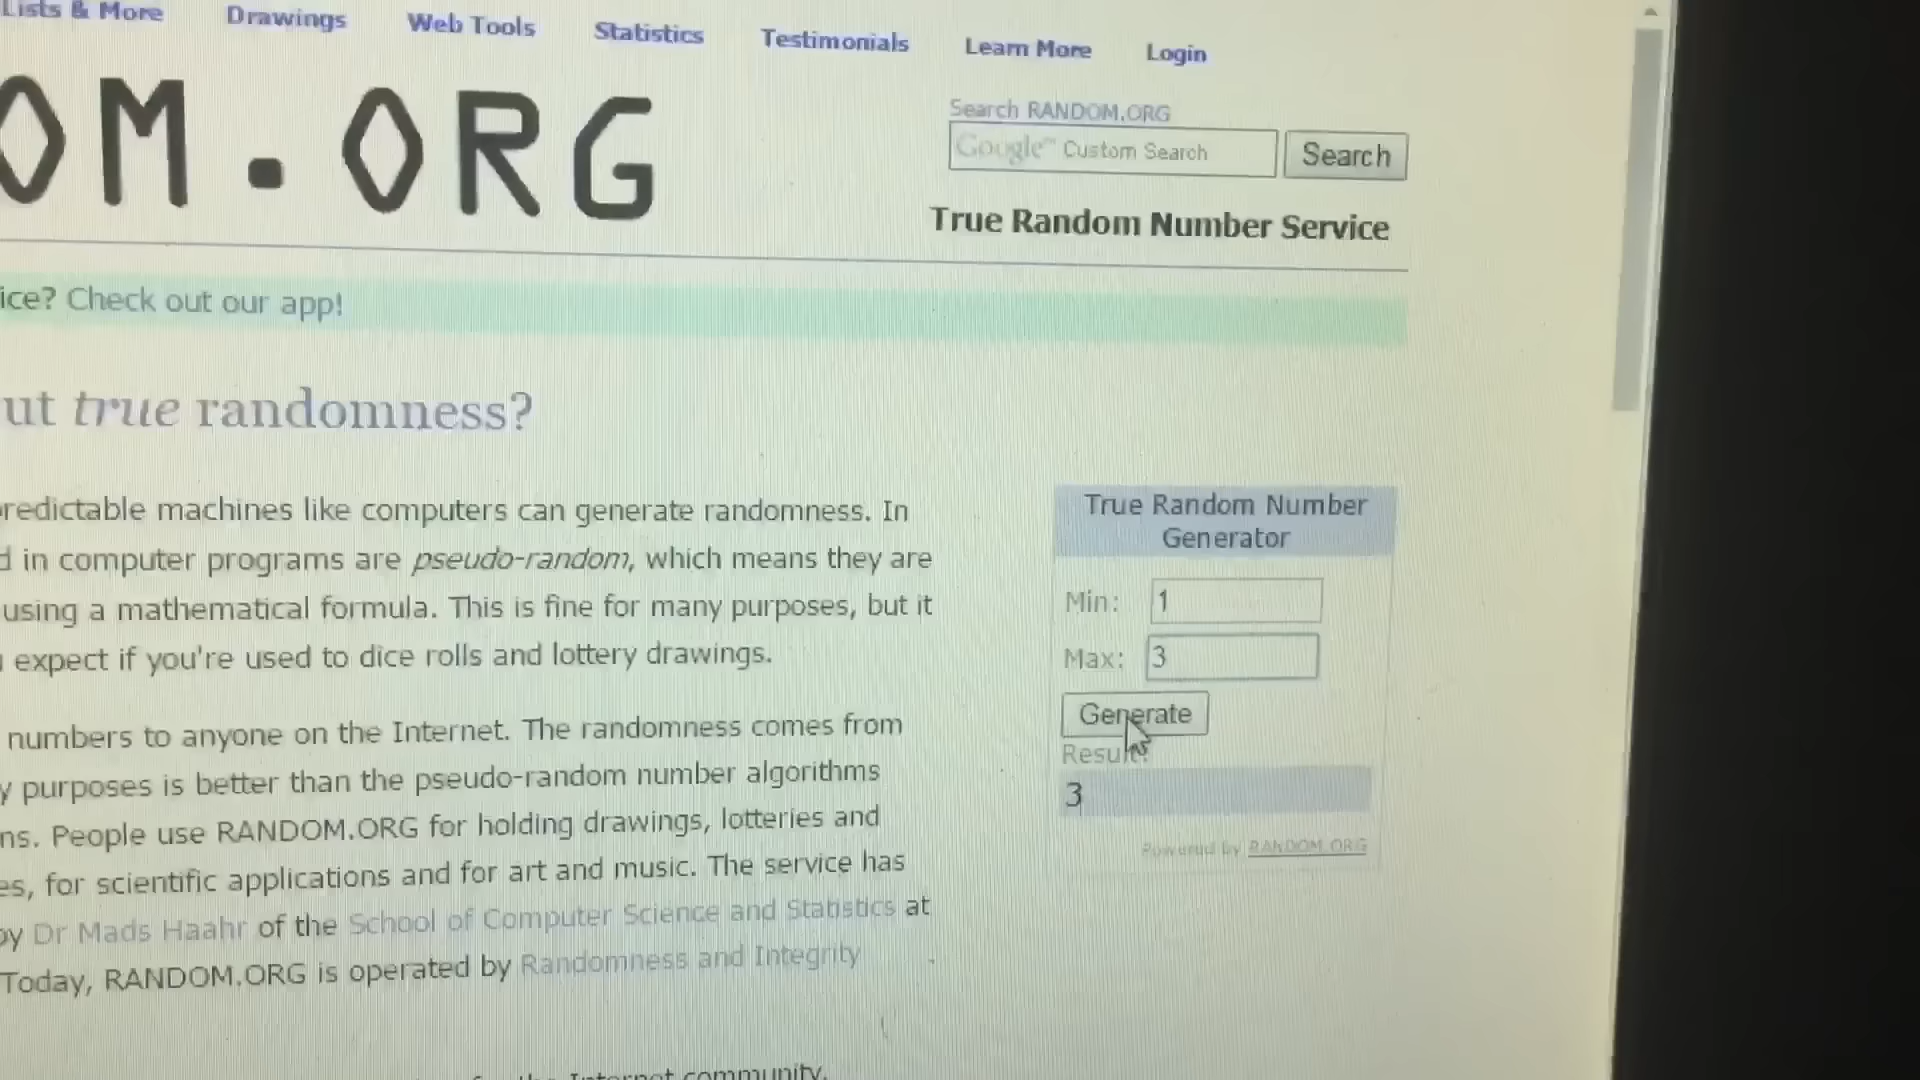 Lists & More Drawings Web Tools Statistics Testimonials Learn More Login
OM.ORG
Search RANDOM.ORG
Google™ Custom Search Search
True Random Number Service
ice? Check out our app!
ut true randomness?
redictable machines like computers can generate randomness. In
d in computer programs are pseudo-random, which means they are
using a mathematical formula. This is fine for many purposes, but it
expect if you're used to dice rolls and lottery drawings.
numbers to anyone on the Internet. The randomness comes from
y purposes is better than the pseudo-random number algorithms
ns. People use RANDOM.ORG for holding drawings, lotteries and
es, for scientific applications and for art and music. The service has
by Dr Mads Haahr of the School of Computer Science and Statistics at
Today, RANDOM.ORG is operated by Randomness and Integrity
the Internet community.
True Random Number
Generator
Min: 1
Max: 3
Generate
Result:
3
Powered by RANDOM.ORG